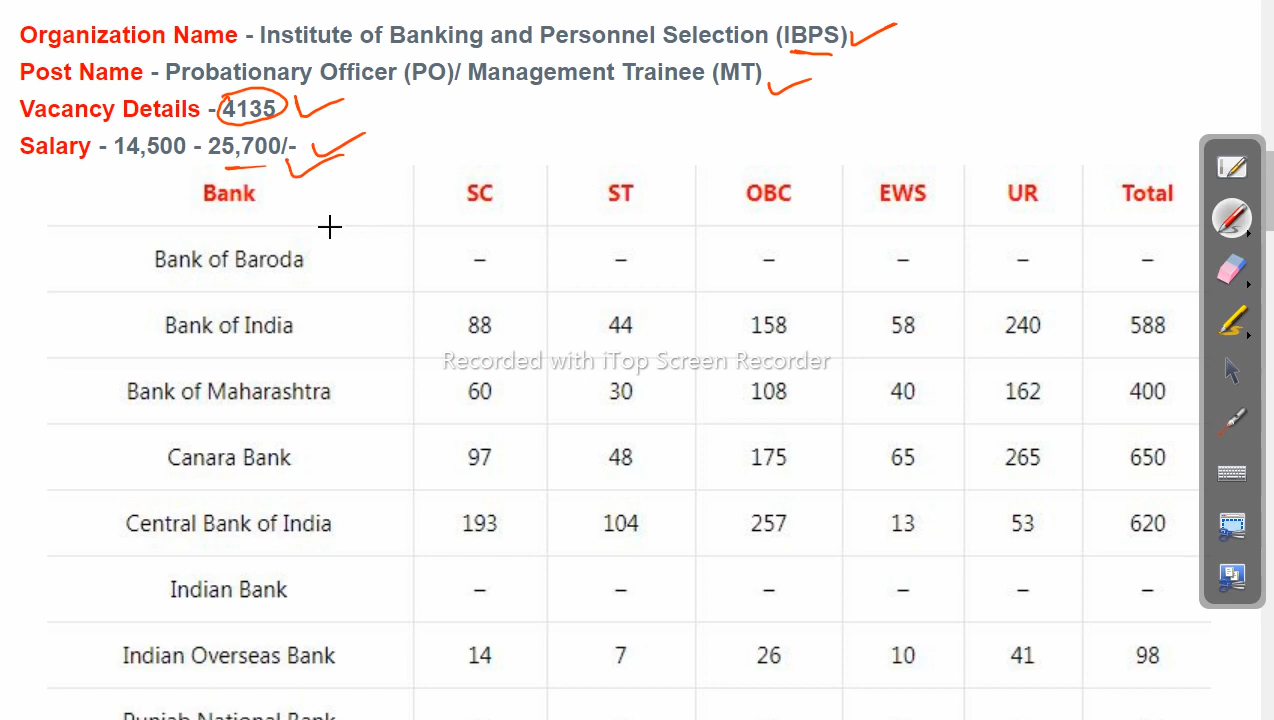 Organization Name - Institute of Banking and Personnel Selection (IBPS)
Post Name - Probationary Officer (PO)/ Management Trainee (MT)
Vacancy Details - 4135
Salary - 14,500 - 25,700/-
Bank SC ST OBC EWS UR Total
Bank of Baroda – – – – – –
Bank of India 88 44 158 58 240 588
Recorded with iTop Screen Recorder
Bank of Maharashtra 60 30 108 40 162 400
Canara Bank 97 48 175 65 265 650
Central Bank of India 193 104 257 13 53 620
Indian Bank – – – – – –
Indian Overseas Bank 14 7 26 10 41 98
Punjab National Bank